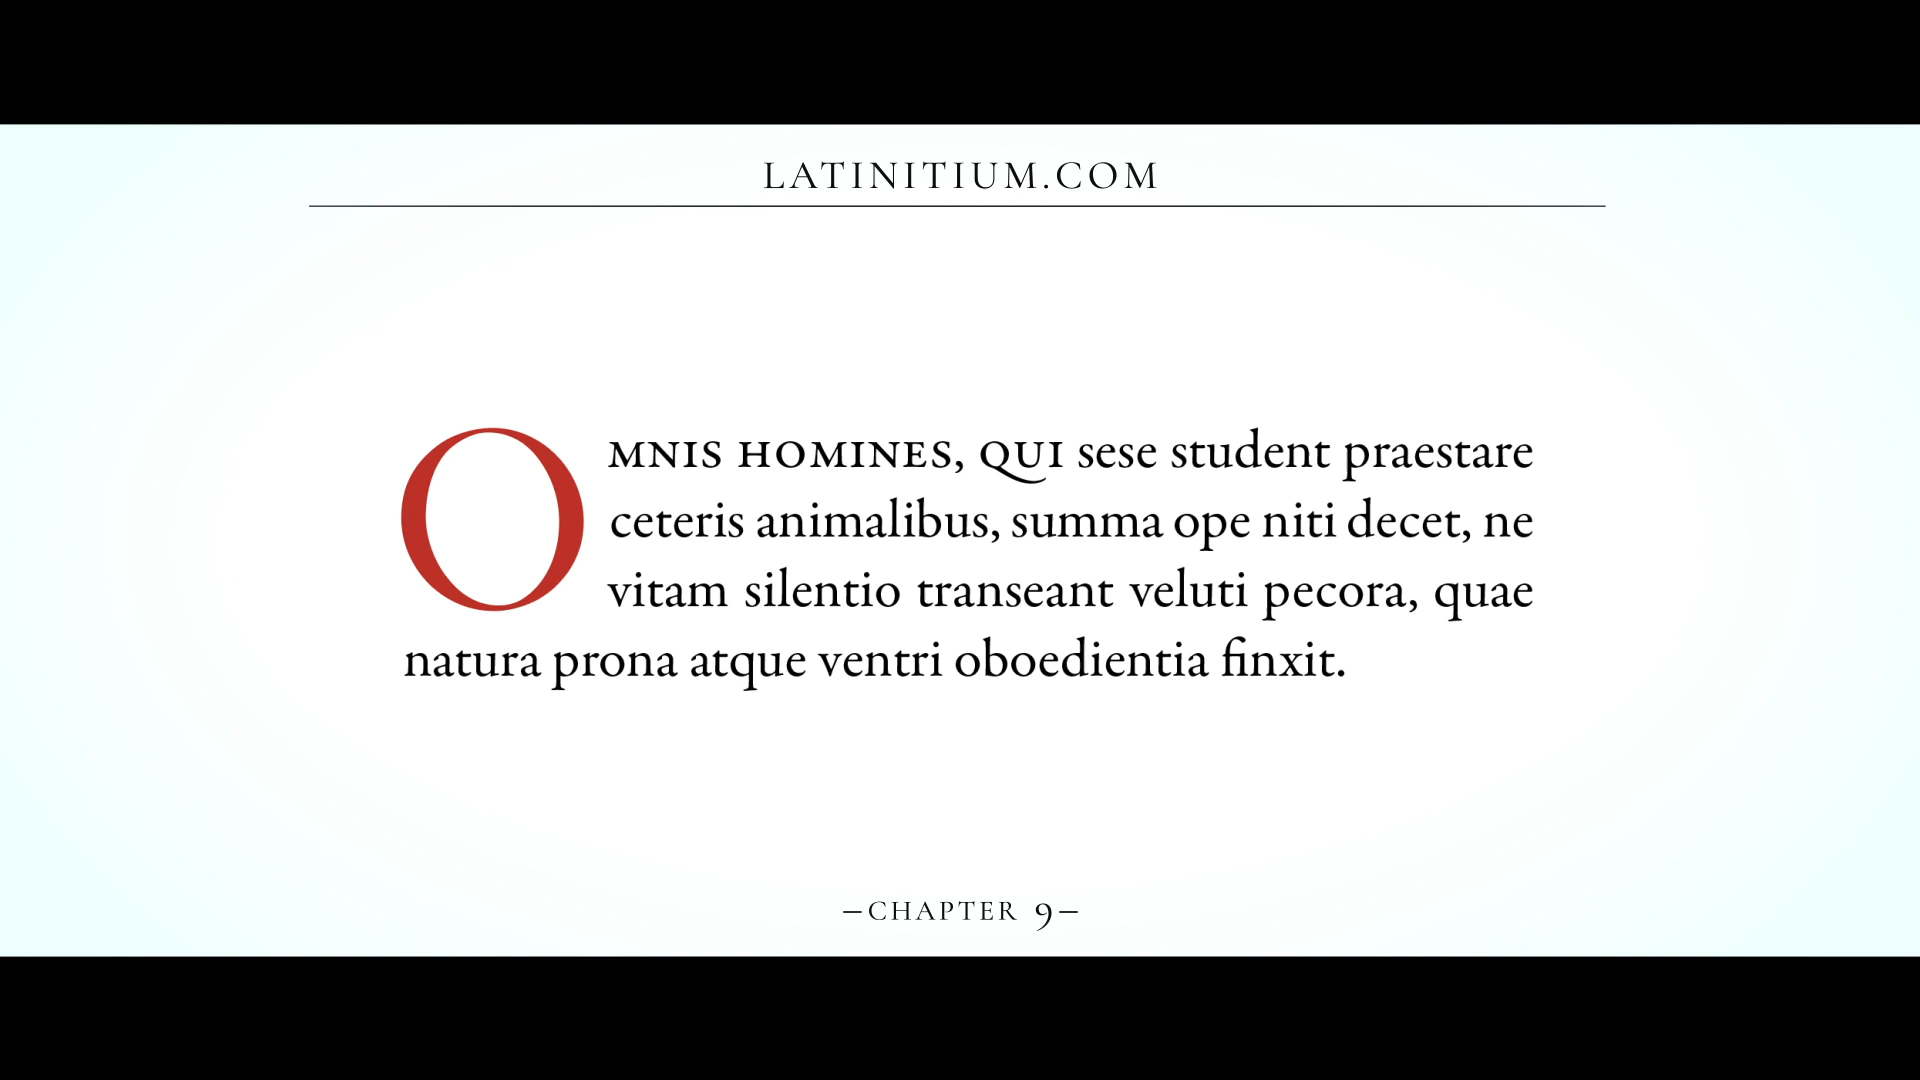 LATINITIUM.COM
OMNIS HOMINES, QUI sese student praestare
ceteris animalibus, summa ope niti decet, ne
vitam silentio transeant veluti pecora, quae
natura prona atque ventri oboedientia finxit.
–CHAPTER 9–